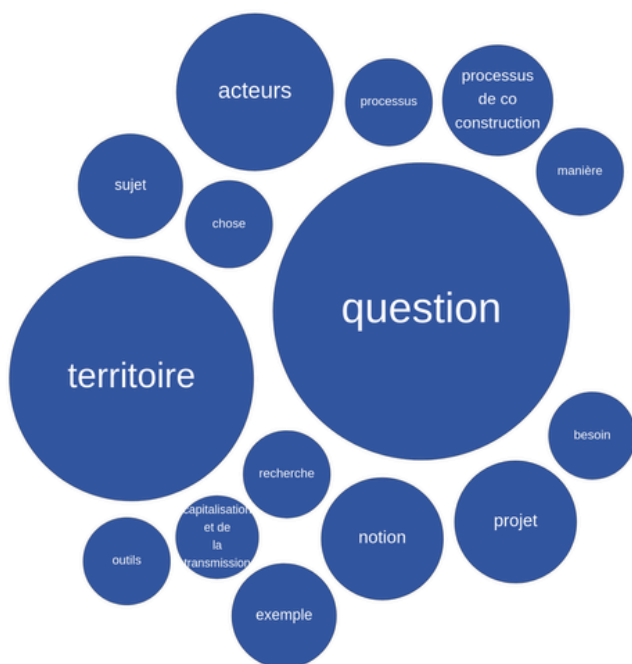 acteurs
processus
processus
de co
construction
manière
sujet
chose
question
territoire
besoin
recherche
capitalisation
et de
la
transmission
notion
projet
outils
exemple